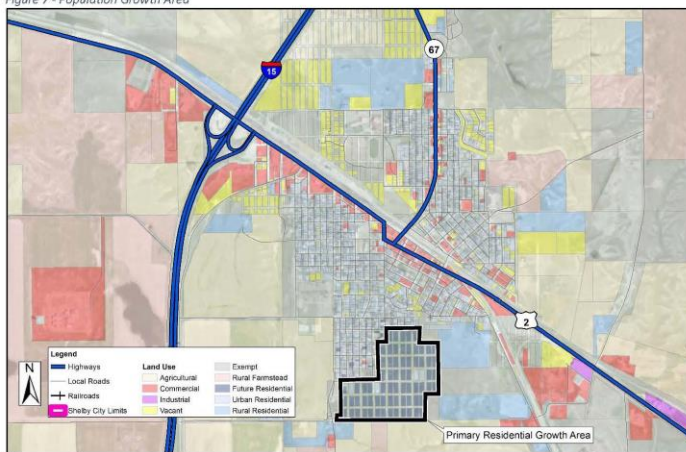 Figure 7 - Population Growth Area
15
67
2
N
Legend
Highways
Local Roads
Railroads
Shelby City Limits
Land Use
Agricultural
Commercial
Industrial
Vacant
Exempt
Rural Farmstead
Future Residential
Urban Residential
Rural Residential
Primary Residential Growth Area